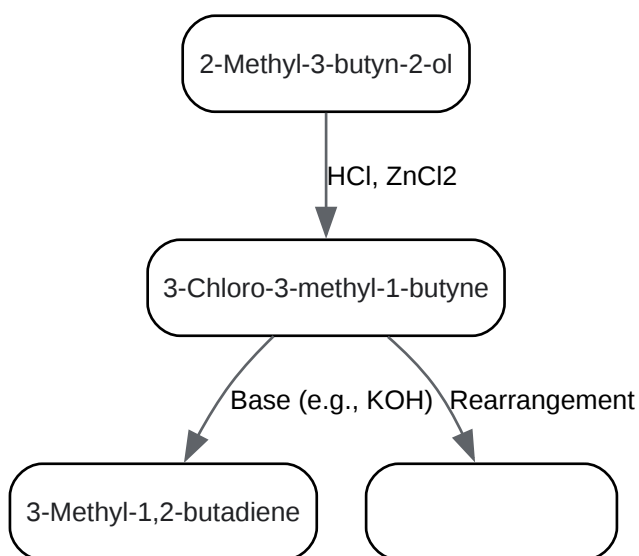 2-Methyl-3-butyn-2-ol
HCl, ZnCl2
3-Chloro-3-methyl-1-butyne
Base (e.g., KOH)
Rearrangement
3-Methyl-1,2-butadiene